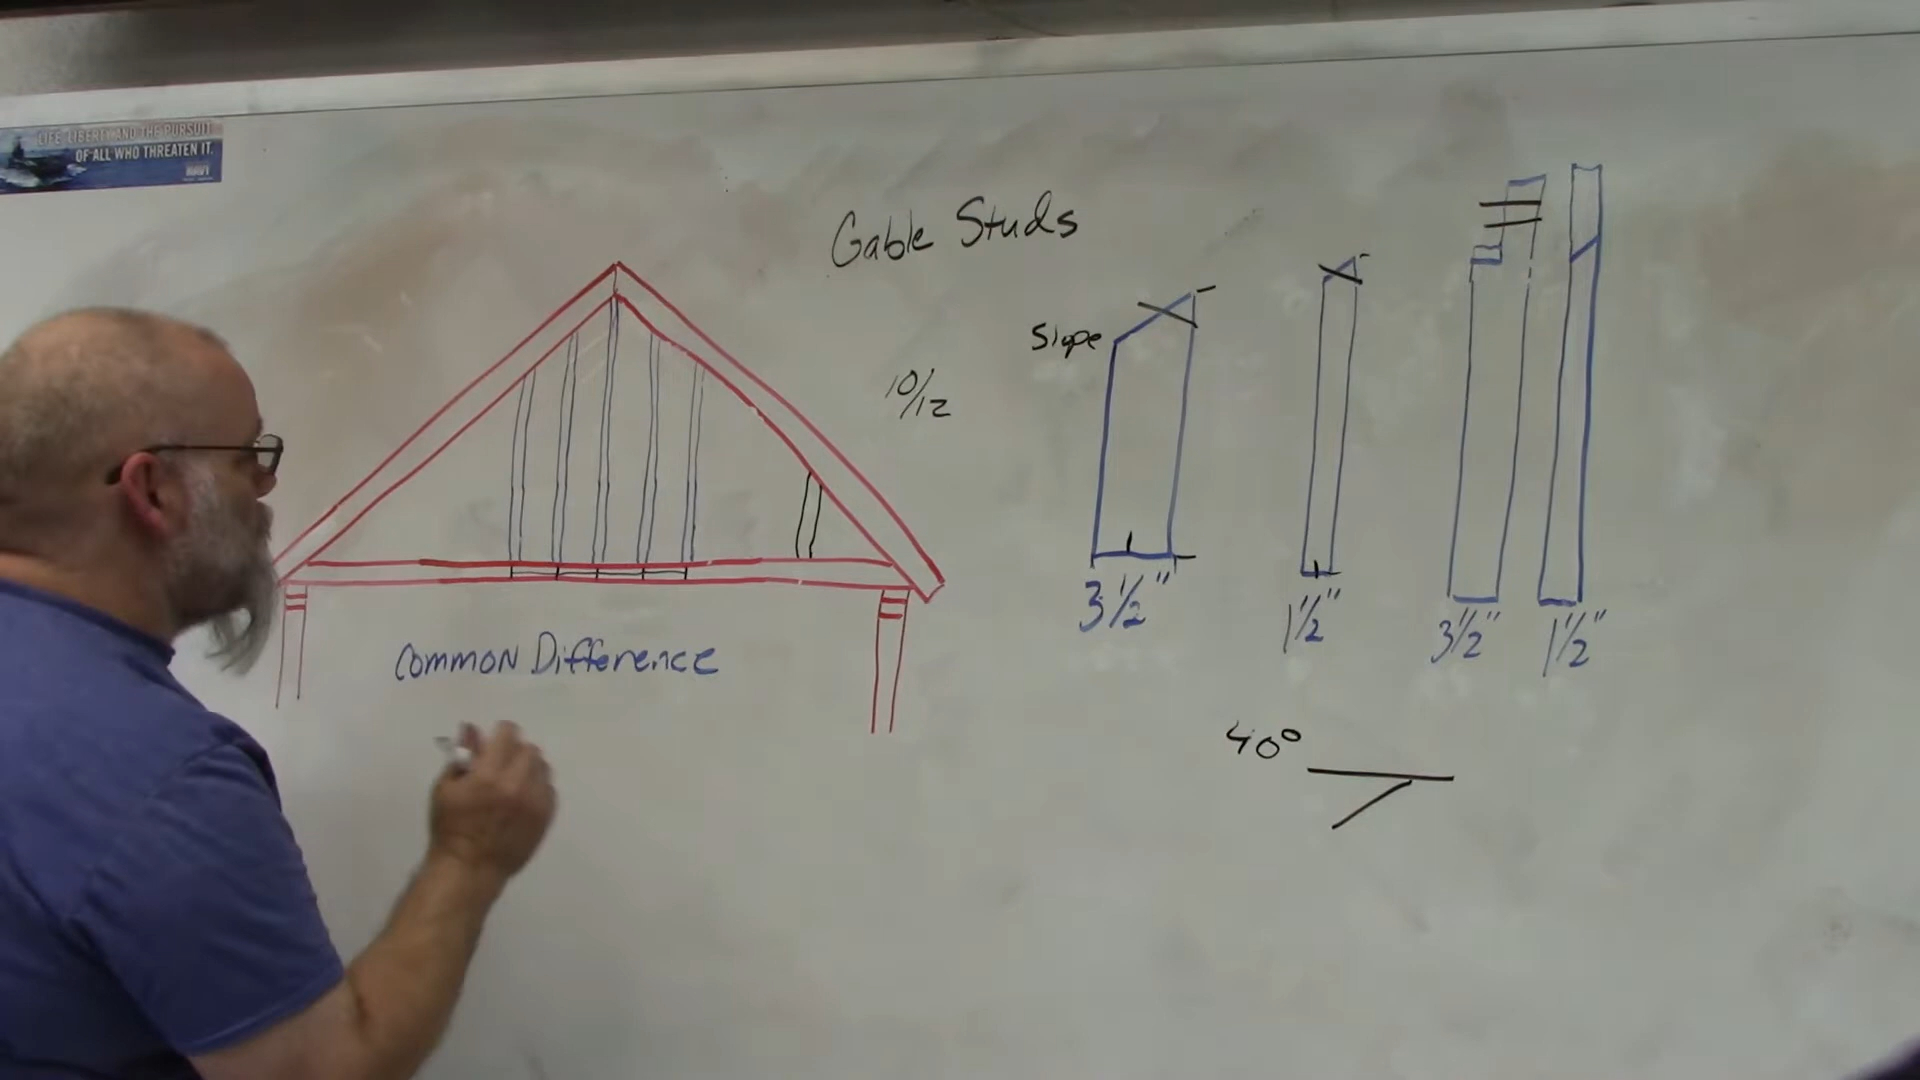 LIFE, LIBERTY AND THE PURSUIT
OF ALL WHO THREATEN IT.
NAVY
Gable Studs
Slope
10/12
3 1/2"
1 1/2"
3 1/2"
1 1/2"
Common Difference
40°